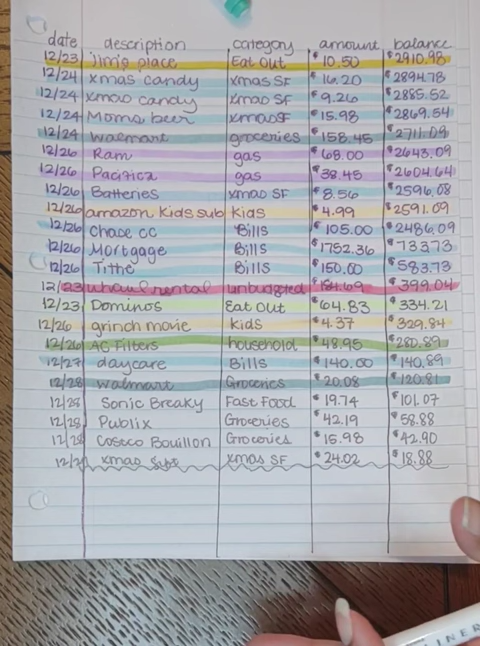 date description category amount balance
12/23 Jim's place Eat Out $10.50 $2910.98
12/24 xmas candy xmas SF $16.20 $2894.78
12/24 xmas candy xmas SF $9.26 $2885.52
12/24 Moms beer xmas SF $15.98 $2869.54
12/24 Walmart groceries $158.45 $2711.09
12/26 Ram gas $68.00 $2643.09
12/26 Pacifica gas $38.45 $2604.64
12/26 Batteries xmas SF $8.56 $2596.08
12/26 amazon Kids sub Kids $4.99 $2591.09
12/26 Chase CC Bills $105.00 $2486.09
12/26 Mortgage Bills $1752.36 $733.73
12/26 Tithe Bills $150.00 $583.73
12/23 uhaul rental unbudgeted $184.69 $399.04
12/23 Dominos Eat Out $64.83 $334.21
12/26 grinch movie kids $4.37 $329.84
12/26 AC Filters household $48.95 $280.89
12/27 daycare Bills $140.00 $140.89
12/28 walmart Groceries $20.08 $120.81
12/28 Sonic Breaky Fast Food $19.74 $101.07
12/28 Publix Groceries $42.19 $58.88
12/28 Costco Bouillon Groceries $15.98 $42.90
xmas xmas SF $24.02 $18.88
LINER